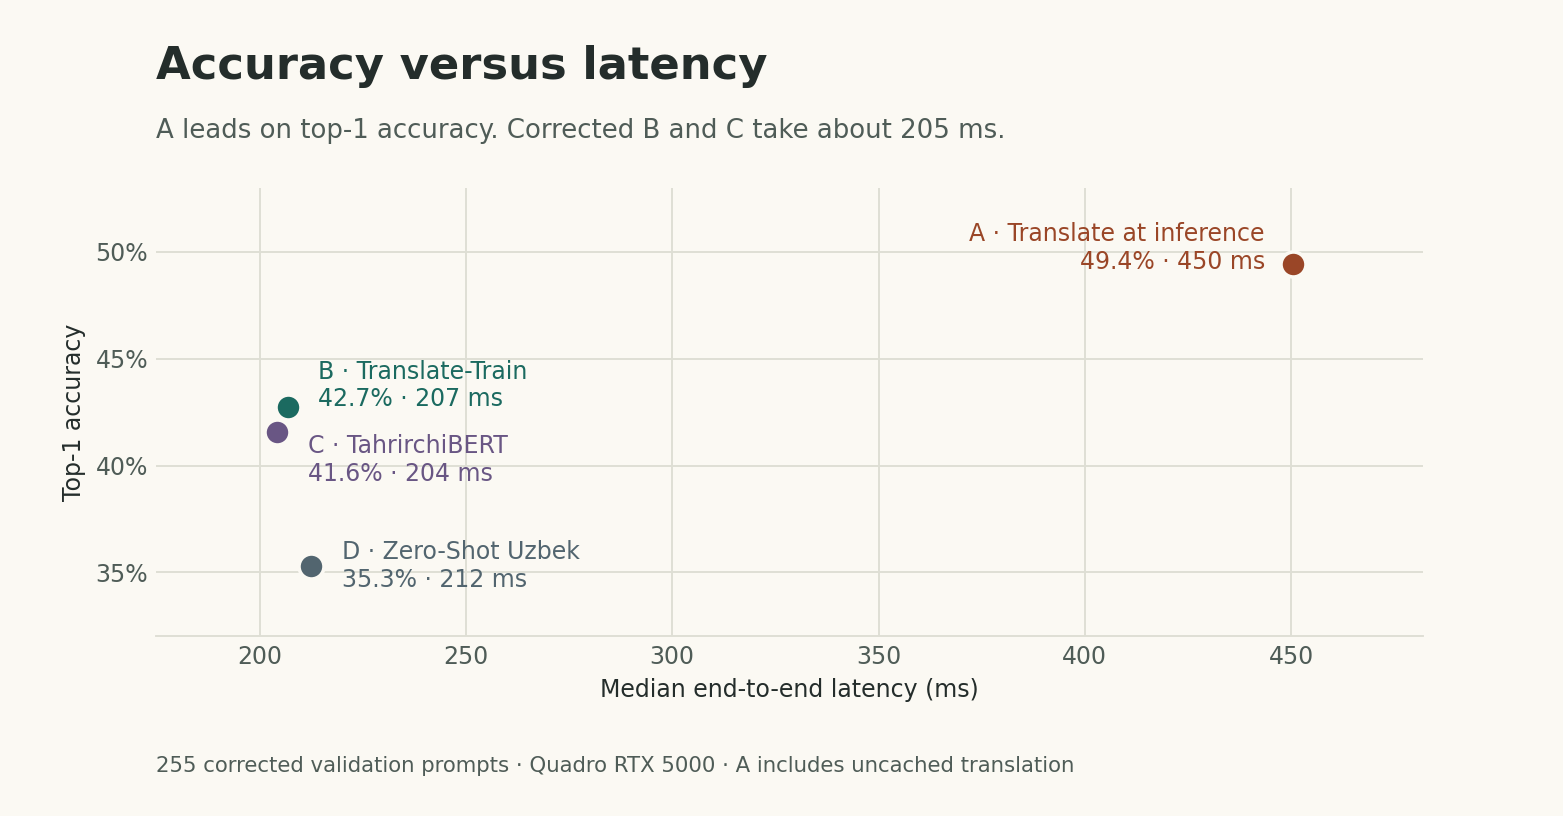 Accuracy versus latency
A leads on top-1 accuracy. Corrected B and C take about 205 ms.
A · Translate at inference
49.4% · 450 ms
B · Translate-Train
42.7% · 207 ms
C · TahrirchiBERT
41.6% · 204 ms
D · Zero-Shot Uzbek
35.3% · 212 ms
Top-1 accuracy
50%
45%
40%
35%
200 250 300 350 400 450
Median end-to-end latency (ms)
255 corrected validation prompts · Quadro RTX 5000 · A includes uncached translation